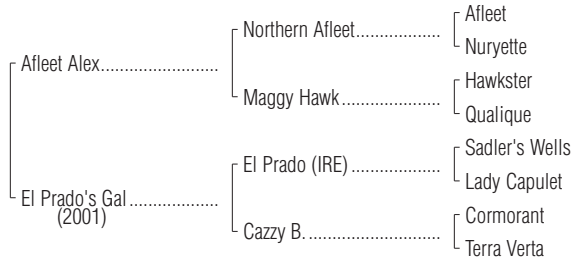 Afleet Alex....................
Northern Afleet..............
Afleet
Nuryette
Maggy Hawk.................
Hawkster
Qualique
El Prado's Gal...............
(2001)
El Prado (IRE)...............
Sadler's Wells
Lady Capulet
Cazzy B.......................
Cormorant
Terra Verta